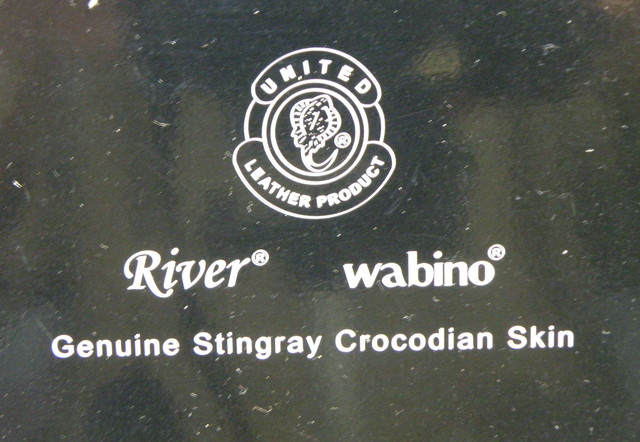 UNITED
®
LEATHER PRODUCT
River® wabino®
Genuine Stingray Crocodian Skin